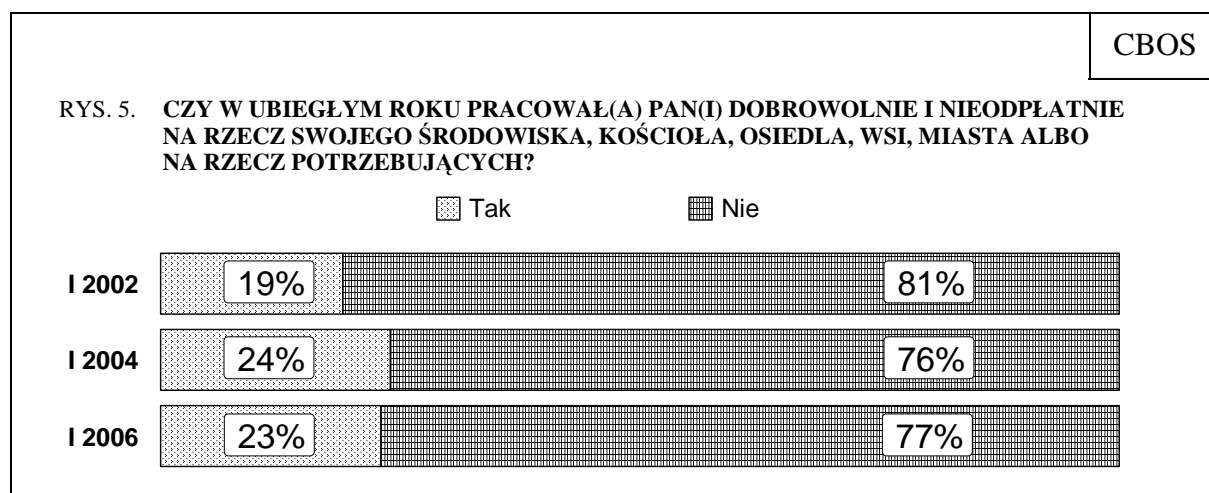 CBOS
RYS. 5. CZY W UBIEGŁYM ROKU PRACOWAŁ(A) PAN(I) DOBROWOLNIE I NIEODPŁATNIE
NA RZECZ SWOJEGO ŚRODOWISKA, KOŚCIOŁA, OSIEDLA, WSI, MIASTA ALBO
NA RZECZ POTRZEBUJĄCYCH?
Tak Nie
I 2002 19% 81%
I 2004 24% 76%
I 2006 23% 77%